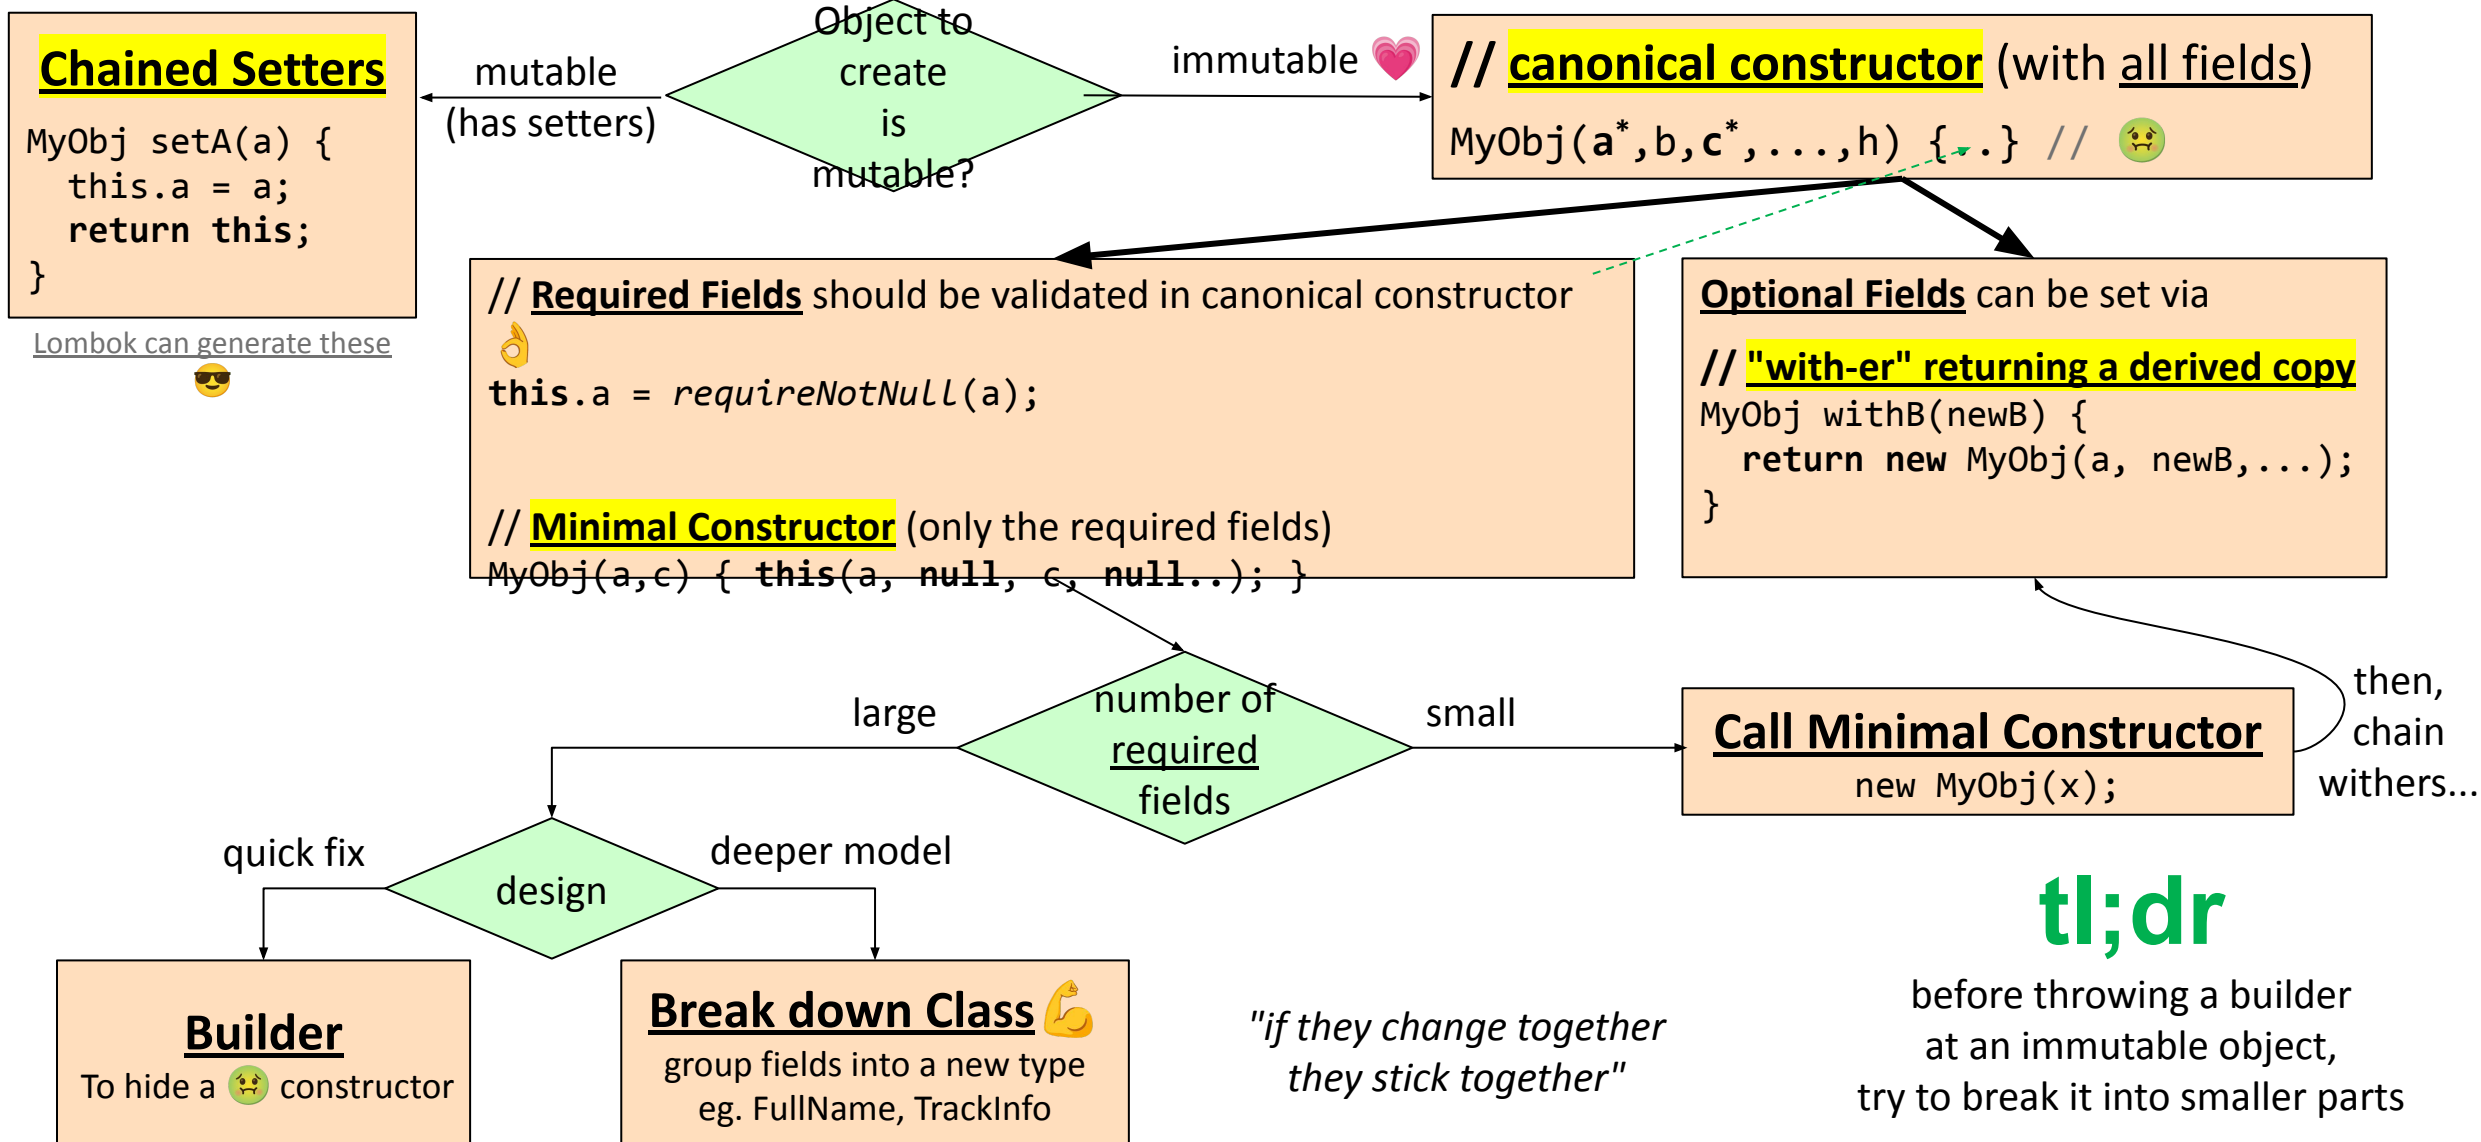 Chained Setters
MyObj setA(a) {
this.a = a;
return this;
}
Lombok can generate these
😎
mutable
(has setters)
Object to
create
is
mutable?
immutable 💗
// canonical constructor (with all fields)
MyObj(a*,b,c*,...,h) {..} // 🤢
// Required Fields should be validated in canonical constructor
👌
this.a = requireNotNull(a);
// Minimal Constructor (only the required fields)
MyObj(a,c) { this(a, null, c, null..); }
Optional Fields can be set via
// "with-er" returning a derived copy
MyObj withB(newB) {
return new MyObj(a, newB,...);
}
large
number of
required
fields
small
Call Minimal Constructor
new MyObj(x);
then,
chain
withers...
quick fix
design
deeper model
Builder
To hide a 🤢 constructor
Break down Class💪
group fields into a new type
eg. FullName, TrackInfo
"if they change together
they stick together"
tl;dr
before throwing a builder
at an immutable object,
try to break it into smaller parts